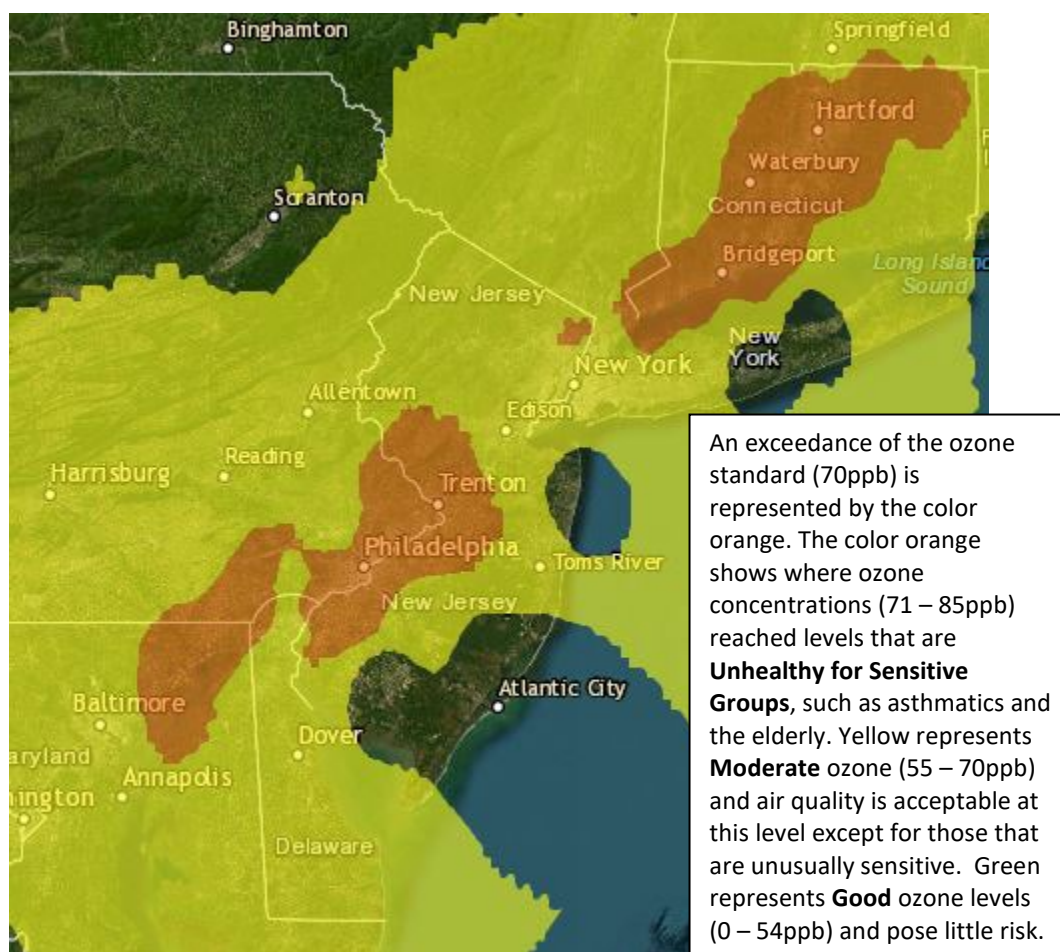 Binghamton
Springfield
Hartford
Waterbury
Scranton
Connecticut
Bridgeport
Long Island
Sound
New Jersey
New
York
New York
Allentown
Edison
Reading
Harrisburg
Trenton
Philadelphia
Toms River
New Jersey
Atlantic City
Baltimore
Dover
aryland
Annapolis
ington
Delaware
An exceedance of the ozone
standard (70ppb) is
represented by the color
orange. The color orange
shows where ozone
concentrations (71 – 85ppb)
reached levels that are
Unhealthy for Sensitive
Groups, such as asthmatics and
the elderly. Yellow represents
Moderate ozone (55 – 70ppb)
and air quality is acceptable at
this level except for those that
are unusually sensitive. Green
represents Good ozone levels
(0 – 54ppb) and pose little risk.